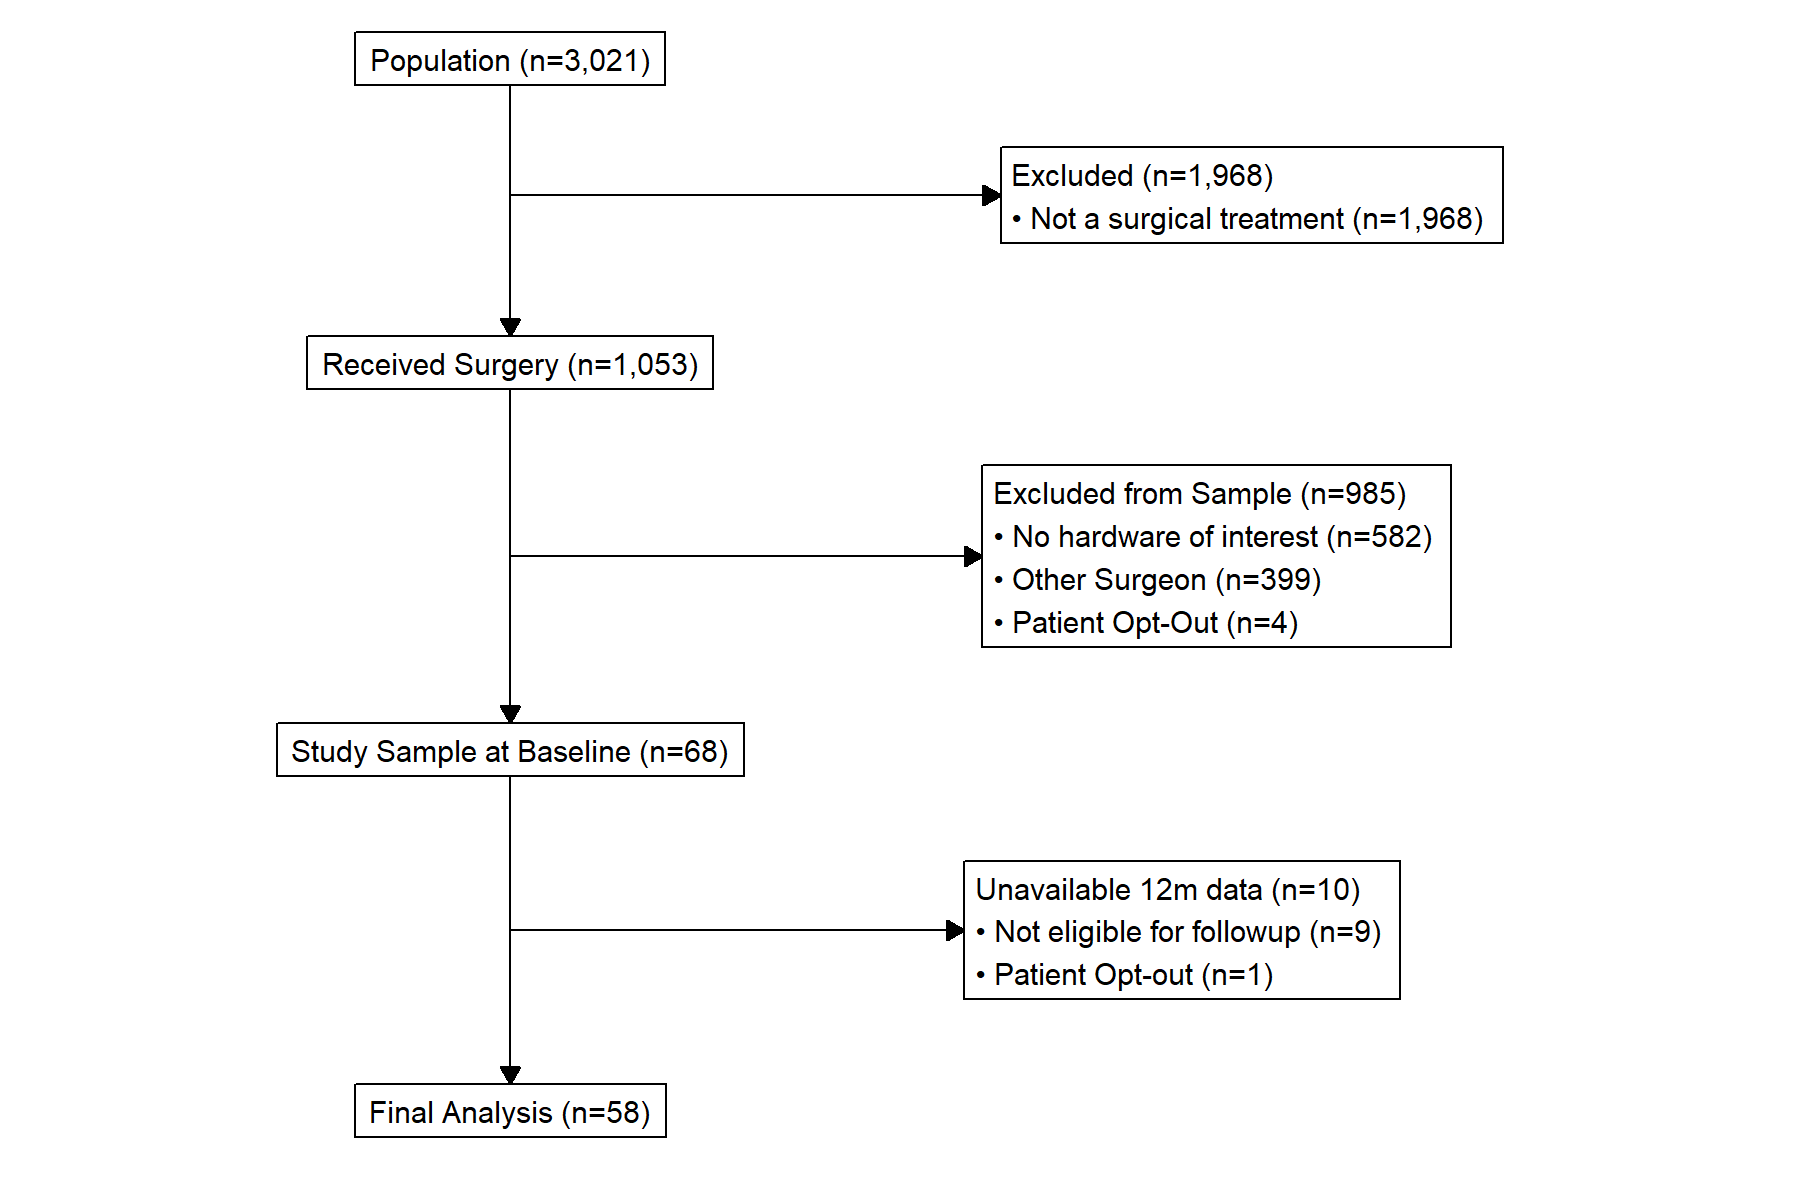 Population (n=3,021)
Excluded (n=1,968)
• Not a surgical treatment (n=1,968)
Received Surgery (n=1,053)
Excluded from Sample (n=985)
• No hardware of interest (n=582)
• Other Surgeon (n=399)
• Patient Opt-Out (n=4)
Study Sample at Baseline (n=68)
Unavailable 12m data (n=10)
• Not eligible for followup (n=9)
• Patient Opt-out (n=1)
Final Analysis (n=58)